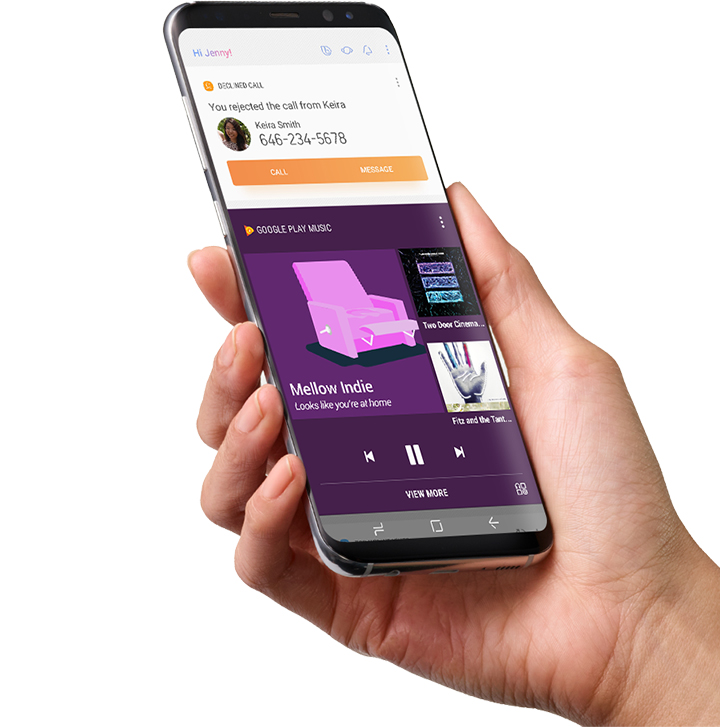 Hi Jenny!
DECLINED CALL
You rejected the call from Keira
Keira Smith
646-234-5678
CALL MESSAGE
GOOGLE PLAY MUSIC
Two Door Cinema...
Mellow Indie
Looks like you're at home
Fitz and the Tant...
VIEW MORE